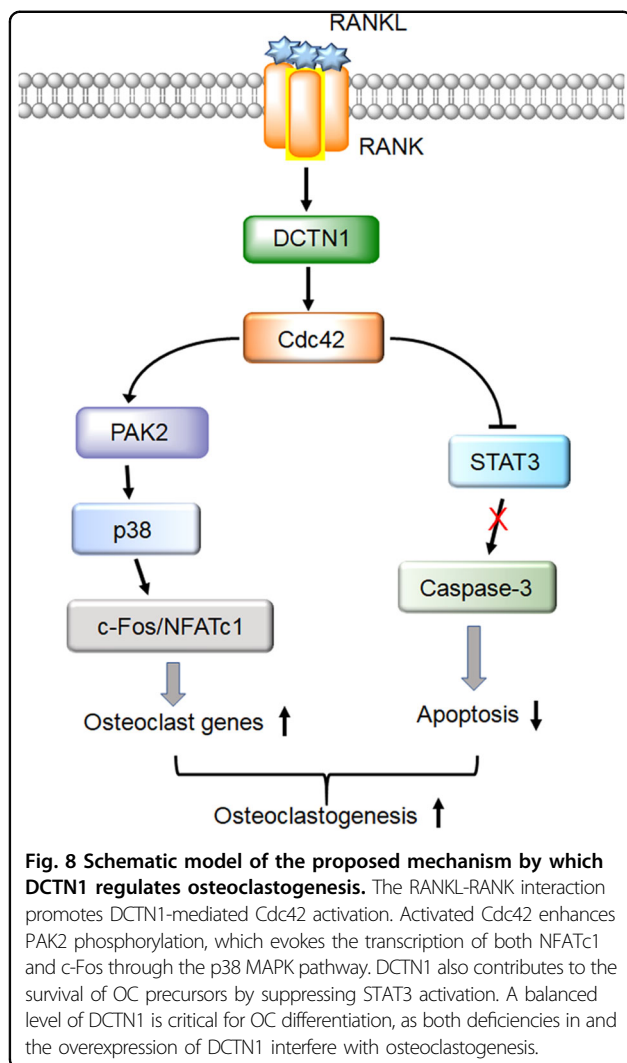 RANKL
RANK
DCTN1
Cdc42
PAK2
STAT3
p38
X
Caspase-3
c-Fos/NFATc1
Osteoclast genes ↑
Apoptosis ↓
Osteoclastogenesis ↑
Fig. 8 Schematic model of the proposed mechanism by which
DCTN1 regulates osteoclastogenesis. The RANKL-RANK interaction
promotes DCTN1-mediated Cdc42 activation. Activated Cdc42 enhances
PAK2 phosphorylation, which evokes the transcription of both NFATc1
and c-Fos through the p38 MAPK pathway. DCTN1 also contributes to the
survival of OC precursors by suppressing STAT3 activation. A balanced
level of DCTN1 is critical for OC differentiation, as both deficiencies in and
the overexpression of DCTN1 interfere with osteoclastogenesis.